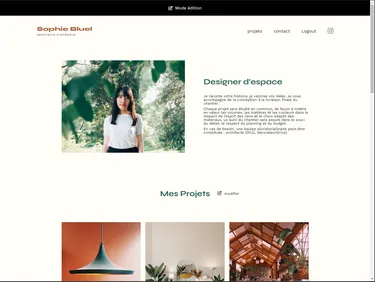 Mode édition
Sophie Bluel
ARCHITECTE D'INTÉRIEUR
projets
contact
Logout
Designer d'espace
Je raconte votre histoire, je valorise vos idées. Je vous
accompagne de la conception à la livraison finale du
chantier.
Chaque projet sera étudié en commun, de façon à mettre
en valeur les volumes, les matières et les couleurs dans le
respect de l'esprit des lieux et le choix adapté des
matériaux. Le suivi du chantier sera assuré dans le souci
du détail, le respect du planning et du budget.
En cas de besoin, une équipe pluridisciplinaire peut être
constituée : architecte DPLG, décorateur(trice).
Mes Projets
modifier